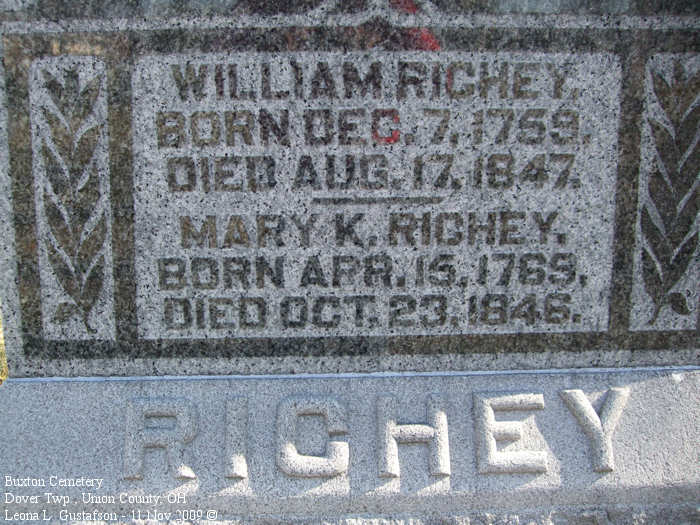 WILLIAM RICHEY.
BORN DEC. 7. 1759.
DIED AUG. 17. 1847.
MARY K. RICHEY.
BORN APR. 15. 1769.
DIED OCT. 23. 1846.
RICHEY
Buxton Cemetery
Dover Twp., Union County, OH
Leona L. Gustafson - 11 Nov 2009 ©